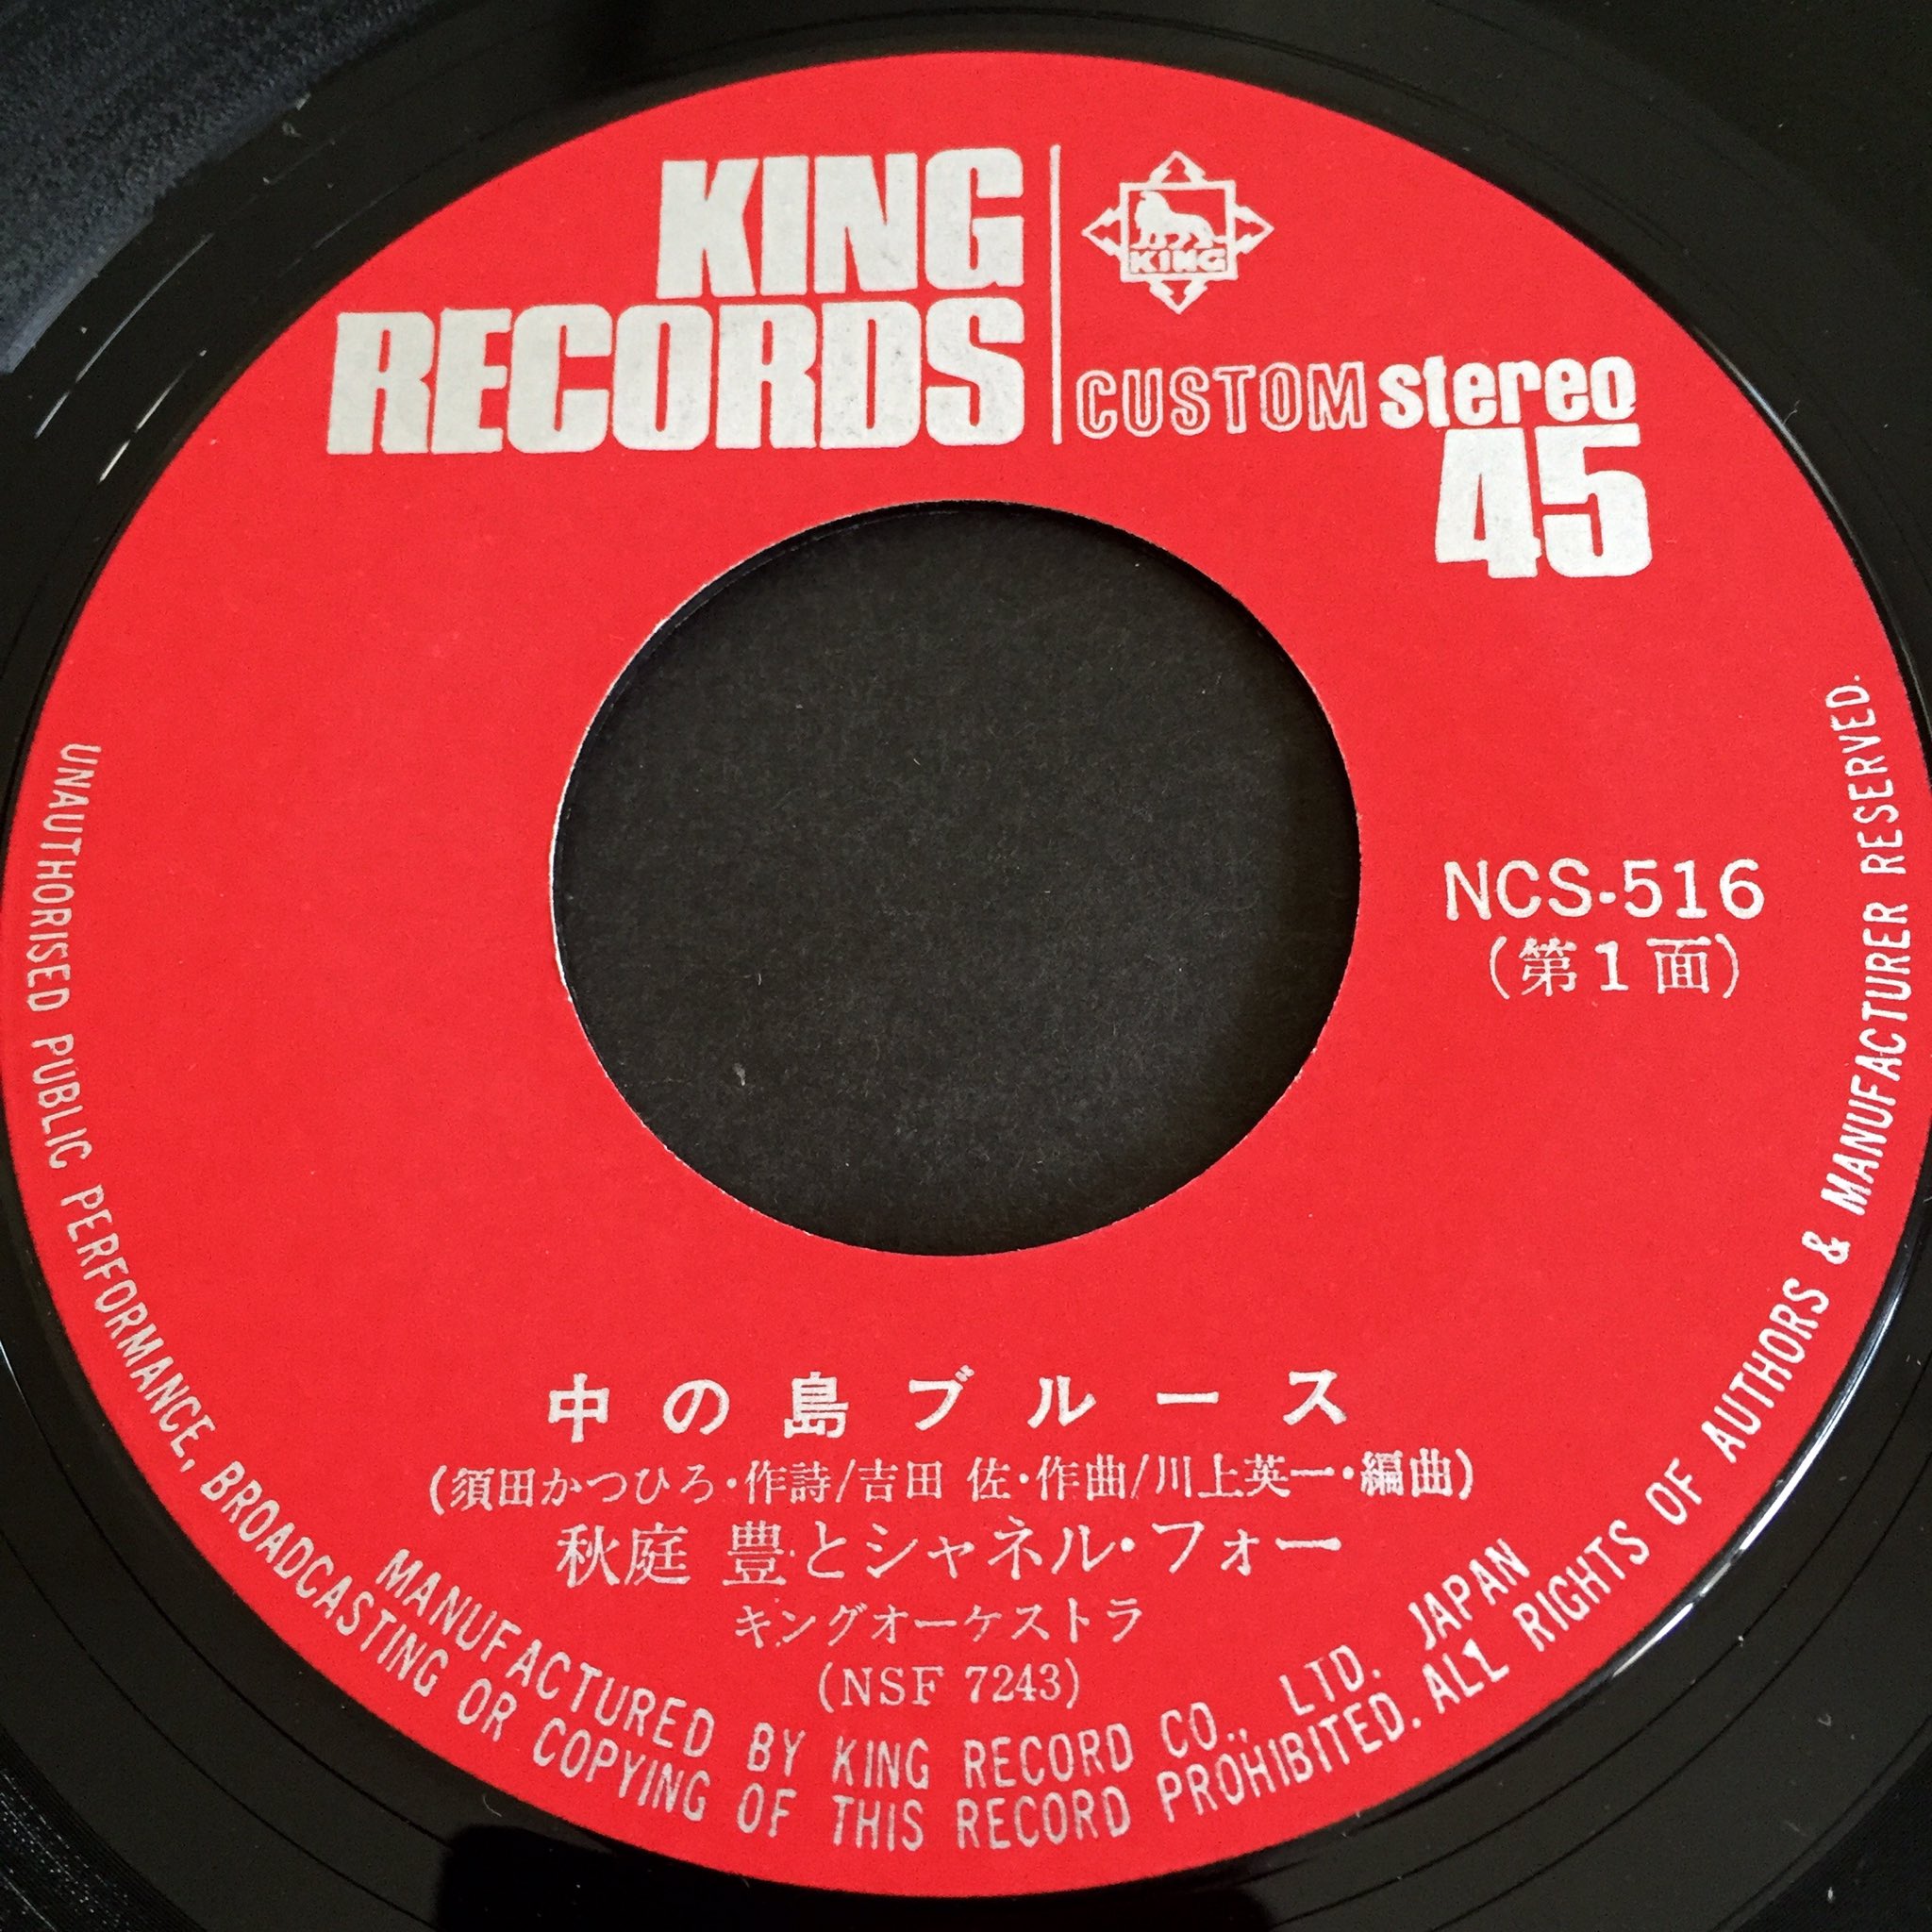 KING
RECORDS
KING
CUSTOM stereo
45
NCS-516
(第1面)
中の島ブルース
(須田かつひろ・作詩/吉田 佐・作曲/川上英一・編曲)
秋庭 豊とシャネル・フォー
キングオーケストラ
(NSF 7243)
MANUFACTURED BY KING RECORD CO., LTD. JAPAN
UNAUTHORISED PUBLIC PERFORMANCE, BROADCASTING OR COPYING OF THIS RECORD PROHIBITED. ALL RIGHTS OF AUTHORS & MANUFACTURER RESERVED.